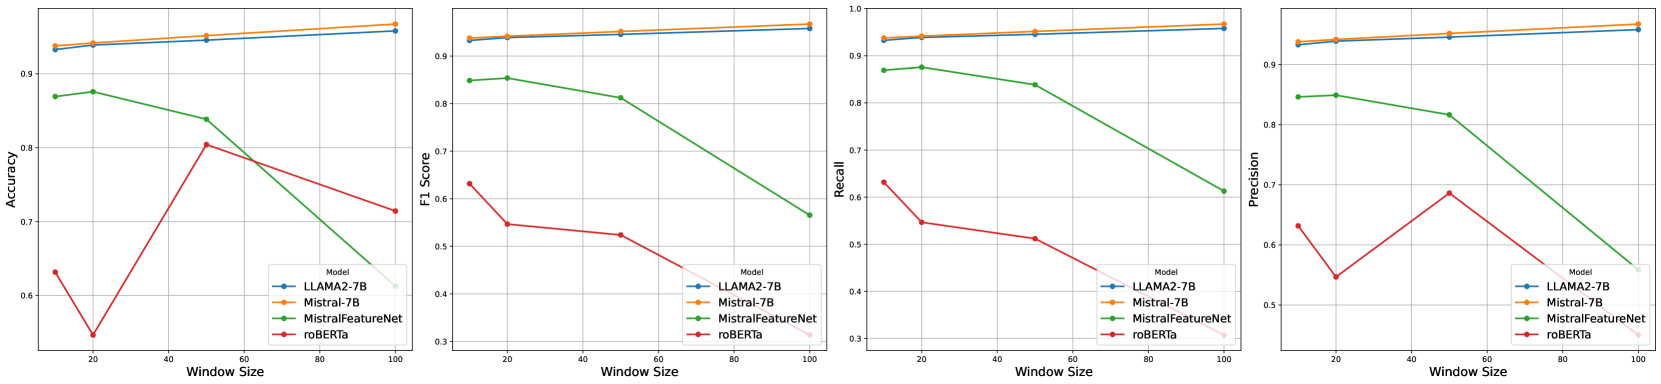 Accuracy
0.9
0.8
0.7
0.6
20
40
60
80
100
Window Size
Model
LLAMA2-7B
Mistral-7B
MistralFeatureNet
roBERTa
F1 Score
0.9
0.9
0.8
0.7
0.6
0.5
0.4
0.3
20
40
60
80
100
Window Size
Model
LLAMA2-7B
Mistral-7B
MistralFeatureNet
roBERTa
Recall
1.0
0.9
0.8
0.7
0.6
0.5
0.4
0.3
20
40
60
80
100
Window Size
Model
LLAMA2-7B
Mistral-7B
MistralFeatureNet
roBERTa
Precision
0.9
0.8
0.7
0.6
0.5
20
40
60
80
100
Window Size
Model
LLAMA2-7B
Mistral-7B
MistralFeatureNet
roBERTa